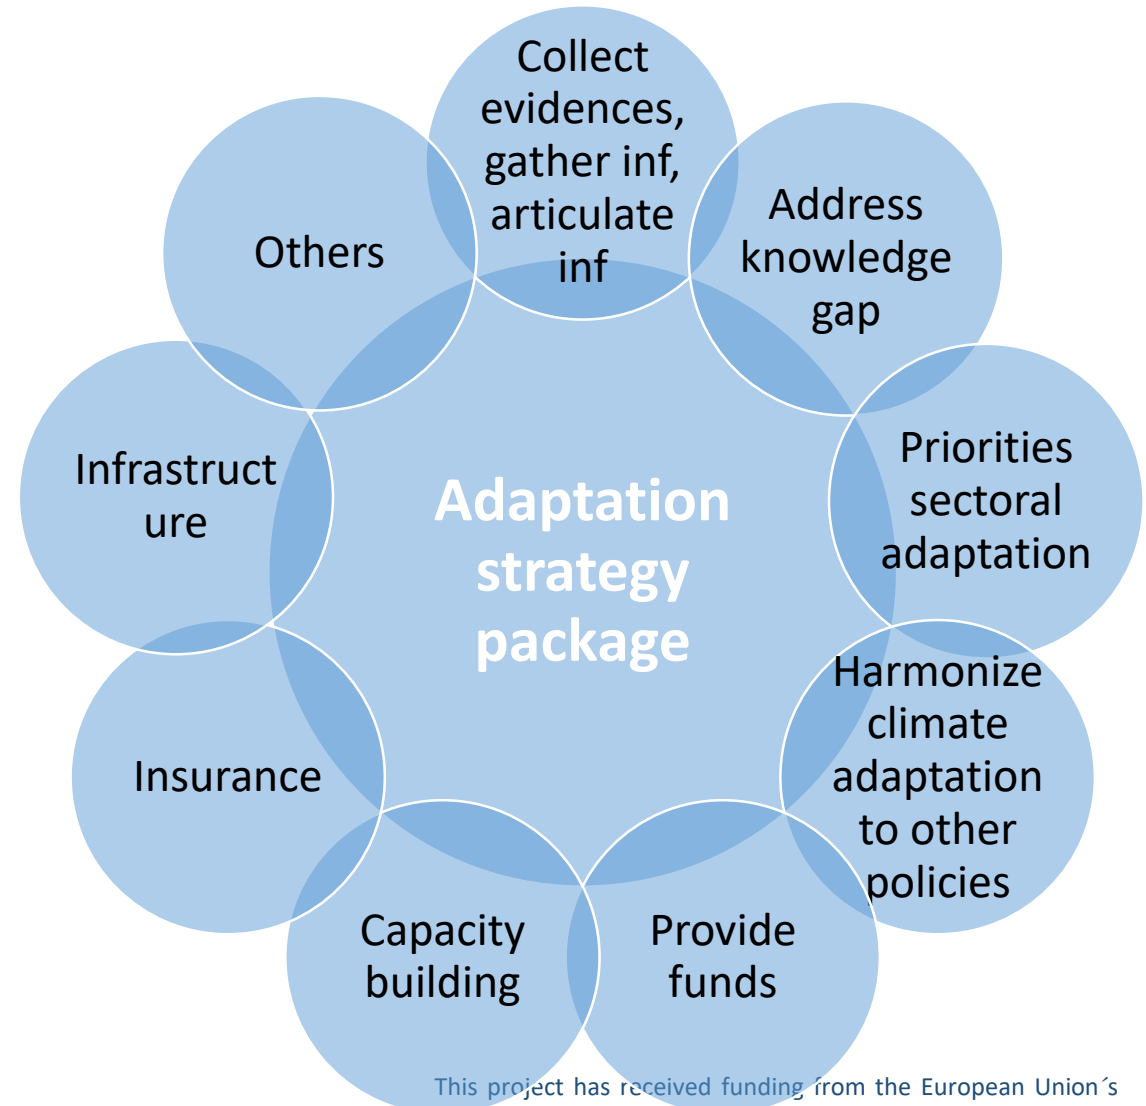 Collect
evidences,
gather inf,
articulate
inf
Address
knowledge
gap
Priorities
sectoral
adaptation
Harmonize
climate
adaptation
to other
policies
Provide
funds
Capacity
building
Insurance
Infrastruct
ure
Others
Adaptation
strategy
package
This project has received funding from the European Union´s